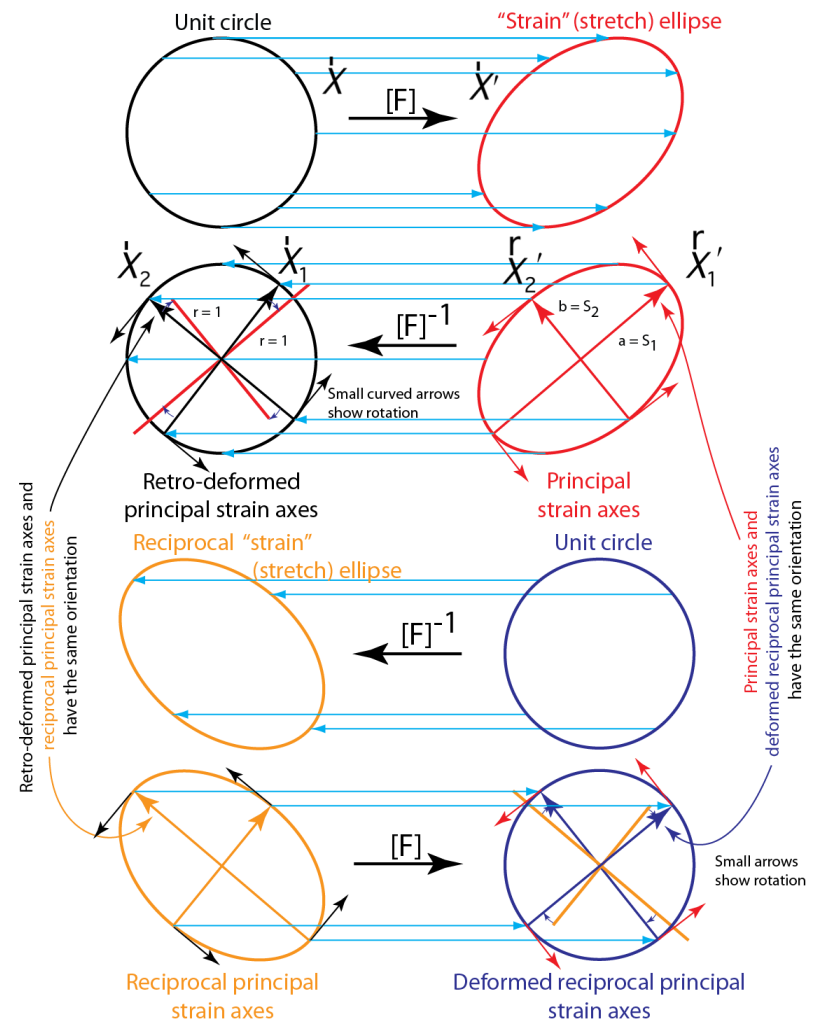 Unit circle
“Strain” (stretch) ellipse
Ẋ
[F]
Ẋ′
Ẋ₂
Ẋ₁
r
X₂′
r
X₁′
r = 1
r = 1
[F]⁻¹
b = S₂
a = S₁
Small curved arrows
show rotation
Retro-deformed
principal strain axes
Principal
strain axes
Retro-deformed principal strain axes and
reciprocal principal strain axes
have the same orientation
Principal strain axes and
deformed reciprocal principal strain axes
have the same orientation
Reciprocal “strain”
(stretch) ellipse
Unit circle
[F]⁻¹
[F]
Small arrows
show rotation
Reciprocal principal
strain axes
Deformed reciprocal principal
strain axes